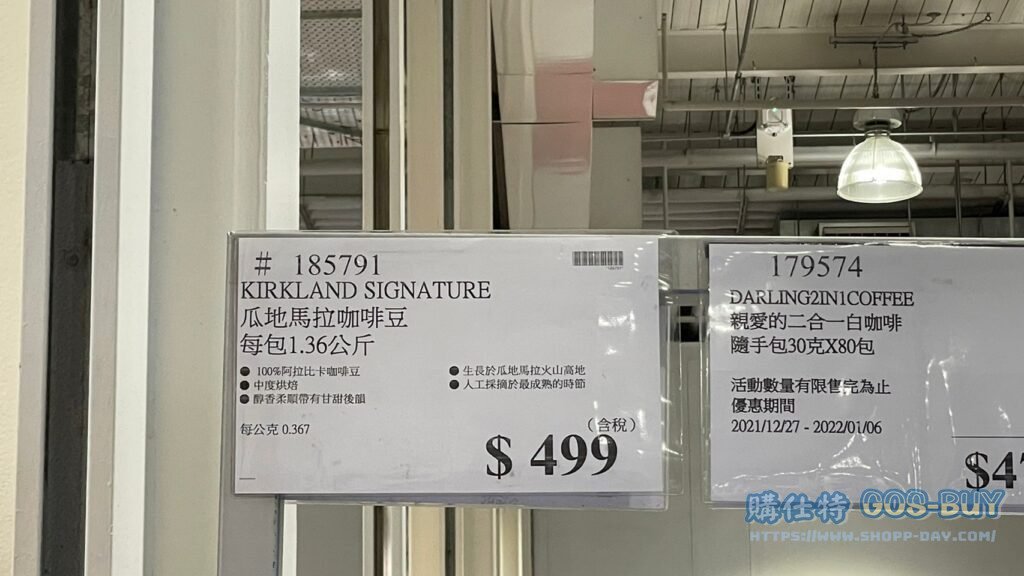 # 185791
KIRKLAND SIGNATURE
瓜地馬拉咖啡豆
每包1.36公斤
● 100%阿拉比卡咖啡豆
● 中度烘焙
● 醇香柔順帶有甘甜後韻
● 生長於瓜地馬拉火山高地
● 人工採摘於最成熟的時節
每公克 0.367
(含稅)
$ 499
179574
DARLING2IN1COFFEE
親愛的二合一白咖啡
隨手包30克X80包
活動數量有限售完為止
優惠期間
2021/12/27 - 2022/01/06
$4
購仕特 GOS-BUY
HTTPS://WWW.SHOPP-DAY.COM/